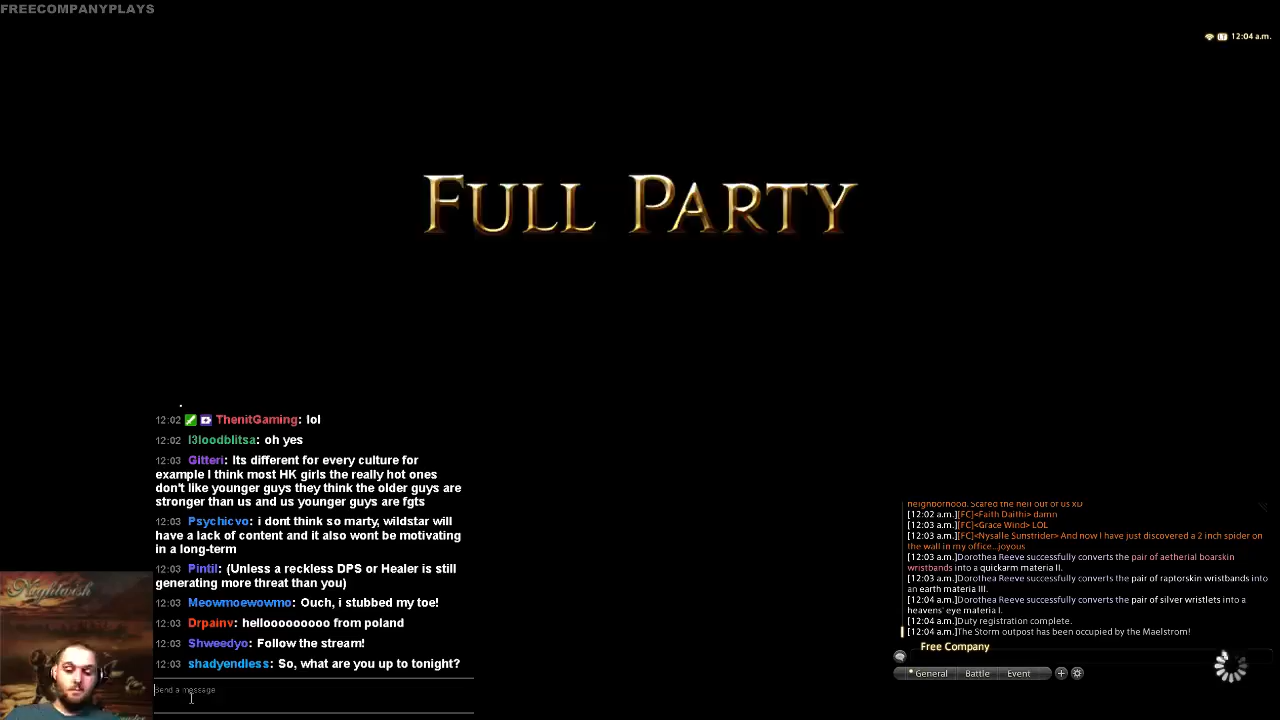 FREECOMPANYPLAYS
12:04 a.m.
FULL PARTY
12:02 ThenitGaming: lol
12:02 l3loodblitsa: oh yes
12:03 Gitteri: Its different for every culture for
example I think most HK girls the really hot ones
don't like younger guys they think the older guys are
stronger than us and us younger guys are fgts
12:03 Psychicvo: i dont think so marty, wildstar will
have a lack of content and it also wont be motivating
in a long-term
12:03 Pintil: (Unless a reckless DPS or Healer is still
generating more threat than you)
12:03 Meowmoewowmo: Ouch, i stubbed my toe!
12:03 Drpainv: hellooooooooo from poland
12:03 Shweedyo: Follow the stream!
12:03 shadyendless: So, what are you up to tonight?
Send a message
Nightwish
neighborhood. Scared the hell out of us xD
[12:02 a.m.][FC]<Faith Daithi> damn
[12:03 a.m.][FC]<Grace Wind> LOL
[12:03 a.m.][FC]<Nysalle Sunstrider> And now I have just discovered a 2 inch spider on
the wall in my office...joyous
[12:03 a.m.]Dorothea Reeve successfully converts the pair of aetherial boarskin
wristbands into a quickarm materia II.
[12:03 a.m.]Dorothea Reeve successfully converts the pair of raptorskin wristbands into
an earth materia III.
[12:04 a.m.]Dorothea Reeve successfully converts the pair of silver wristlets into a
heavens' eye materia I.
[12:04 a.m.]Duty registration complete.
[12:04 a.m.]The Storm outpost has been occupied by the Maelstrom!
Free Company
General Battle Event